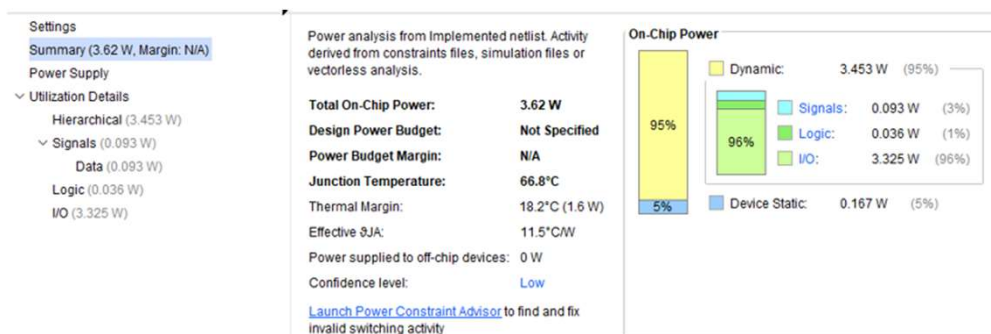 Settings
Summary (3.62 W, Margin: N/A)
Power Supply
Utilization Details
Hierarchical (3.453 W)
Signals (0.093 W)
Data (0.093 W)
Logic (0.036 W)
I/O (3.325 W)
Power analysis from Implemented netlist. Activity
derived from constraints files, simulation files or
vectorless analysis.
Total On-Chip Power: 3.62 W
Design Power Budget: Not Specified
Power Budget Margin: N/A
Junction Temperature: 66.8°C
Thermal Margin: 18.2°C (1.6 W)
Effective ϑJA: 11.5°C/W
Power supplied to off-chip devices: 0 W
Confidence level: Low
Launch Power Constraint Advisor to find and fix
invalid switching activity
On-Chip Power
Dynamic: 3.453 W (95%)
Signals: 0.093 W (3%)
95%
Logic: 0.036 W (1%)
96%
I/O: 3.325 W (96%)
5%
Device Static: 0.167 W (5%)